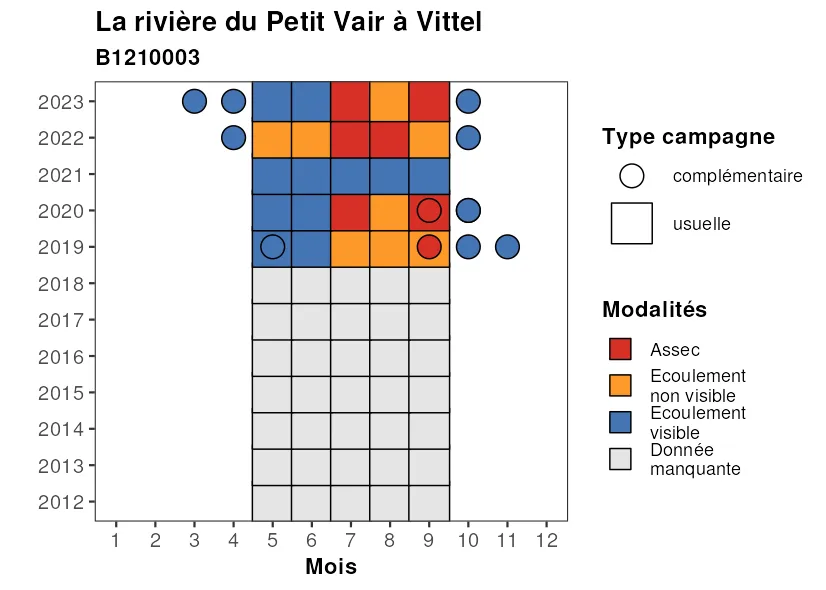 La rivière du Petit Vair à Vittel
B1210003
2023
2022
2021
2020
2019
2018
2017
2016
2015
2014
2013
2012
1 2 3 4 5 6 7 8 9 10 11 12
Mois
Type campagne
complémentaire
usuelle
Modalités
Assec
Ecoulement
non visible
Ecoulement
visible
Donnée
manquante